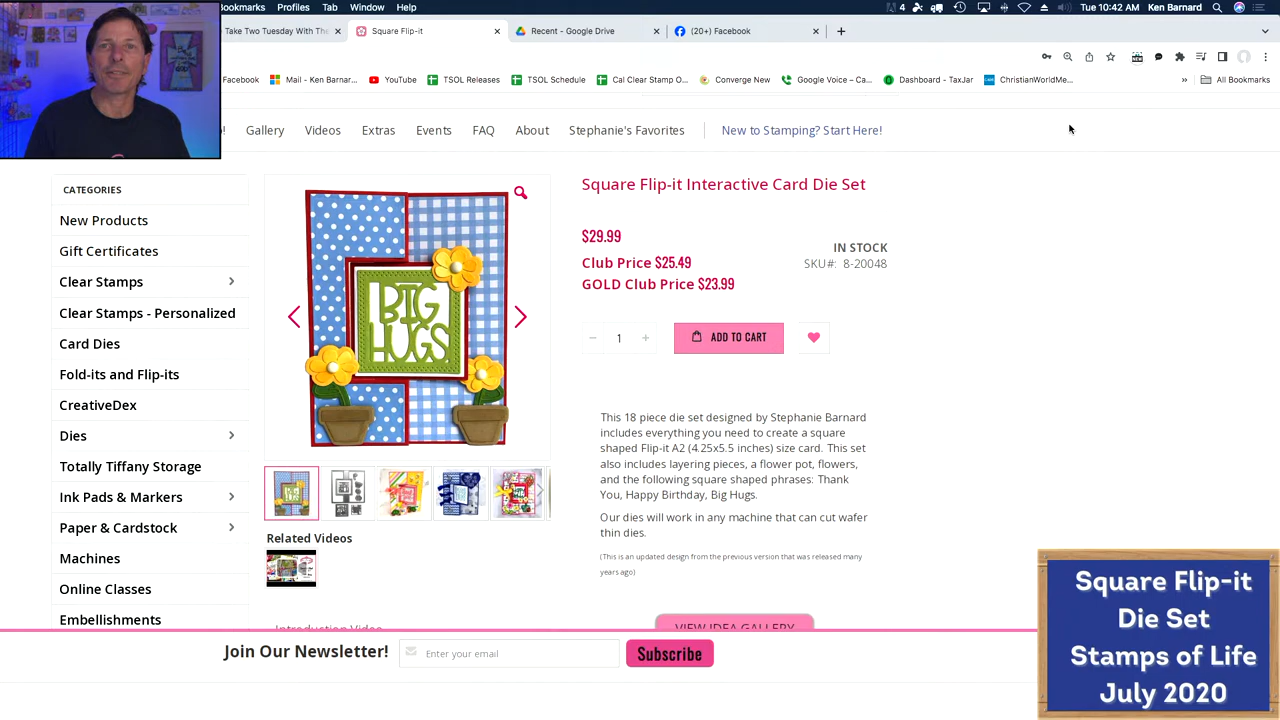 Bookmarks Profiles Tab Window Help
4
Tue 10:42 AM Ken Barnard
Take Two Tuesday With The
Square Flip-it
Recent - Google Drive
(20+) Facebook
Facebook
Mail - Ken Barnar...
YouTube
TSOL Releases
TSOL Schedule
Cal Clear Stamp O...
Converge New
Google Voice – Ca...
Dashboard - TaxJar
ChristianWorldMe...
» All Bookmarks
Gallery
Videos
Extras
Events
FAQ
About
Stephanie's Favorites
New to Stamping? Start Here!
CATEGORIES
New Products
Gift Certificates
Clear Stamps
Clear Stamps - Personalized
Card Dies
Fold-its and Flip-its
CreativeDex
Dies
Totally Tiffany Storage
Ink Pads & Markers
Paper & Cardstock
Machines
Online Classes
Embellishments
BIG
HUGS
Related Videos
Introduction Video
Square Flip-it Interactive Card Die Set
$29.99
IN STOCK
Club Price $25.49
SKU#: 8-20048
GOLD Club Price $23.99
1
ADD TO CART
This 18 piece die set designed by Stephanie Barnard
includes everything you need to create a square
shaped Flip-it A2 (4.25x5.5 inches) size card. This set
also includes layering pieces, a flower pot, flowers,
and the following square shaped phrases: Thank
You, Happy Birthday, Big Hugs.
Our dies will work in any machine that can cut wafer
thin dies.
(This is an updated design from the previous version that was released many
years ago)
VIEW IDEA GALLERY
Join Our Newsletter!
Enter your email
Subscribe
Square Flip-it
Die Set
Stamps of Life
July 2020